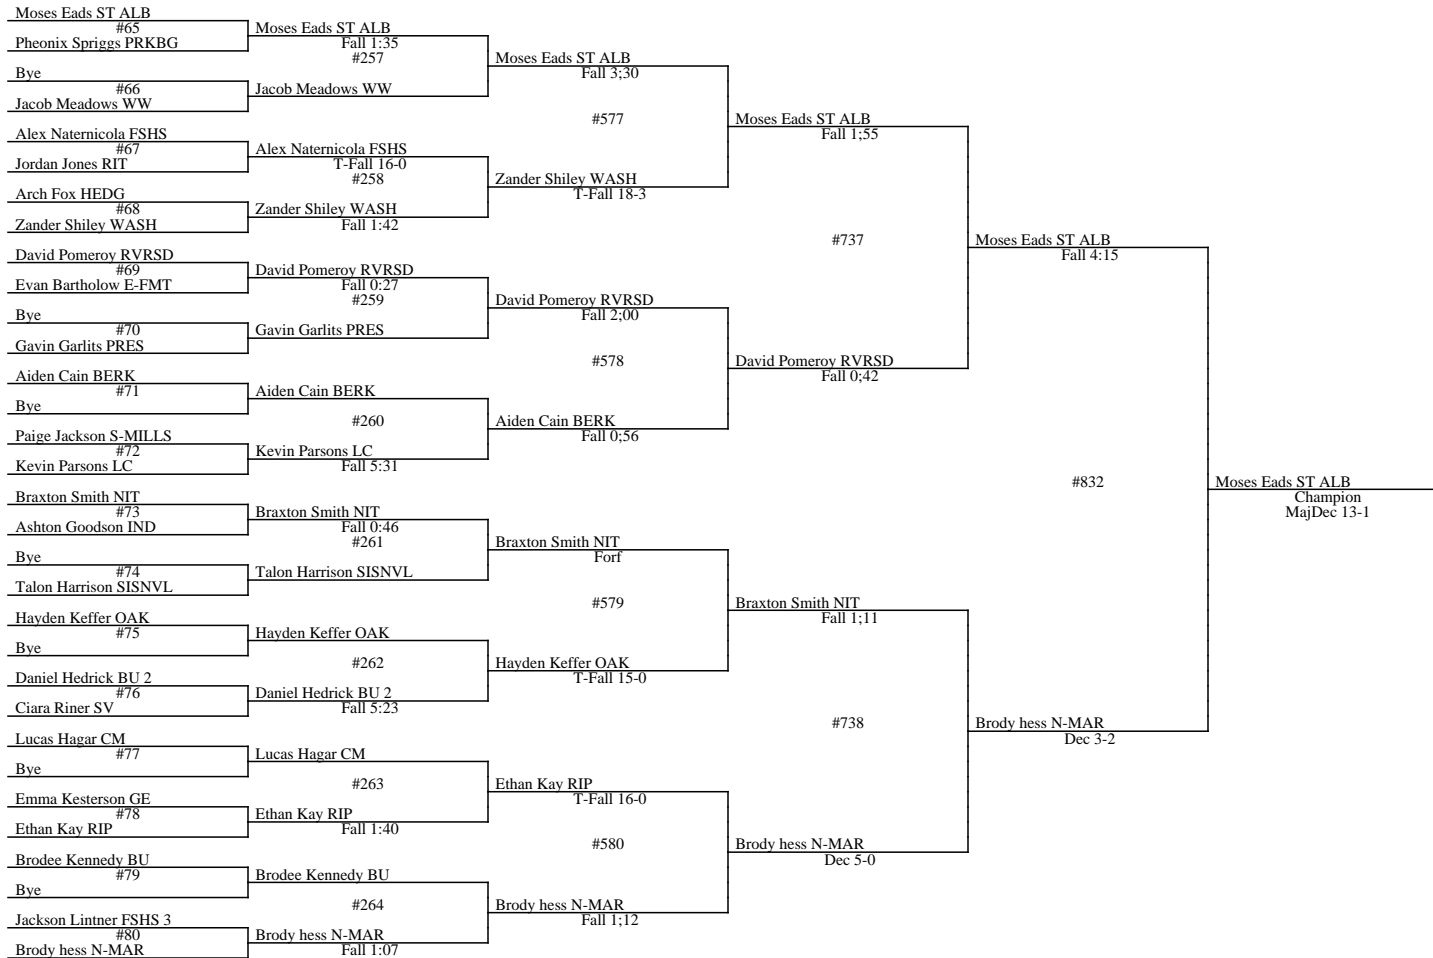 Moses Eads ST ALB
#65
Pheonix Spriggs PRKBG
Bye
#66
Jacob Meadows WW
Alex Naternicola FSHS
#67
Jordan Jones RIT
Arch Fox HEDG
#68
Zander Shiley WASH
David Pomeroy RVRSD
#69
Evan Bartholow E-FMT
Bye
#70
Gavin Garlits PRES
Aiden Cain BERK
#71
Bye
Paige Jackson S-MILLS
#72
Kevin Parsons LC
Braxton Smith NIT
#73
Ashton Goodson IND
Bye
#74
Talon Harrison SISNVL
Hayden Keffer OAK
#75
Bye
Daniel Hedrick BU 2
#76
Ciara Riner SV
Lucas Hagar CM
#77
Bye
Emma Kesterson GE
#78
Ethan Kay RIP
Brodee Kennedy BU
#79
Bye
Jackson Lintner FSHS 3
#80
Brody hess N-MAR
Moses Eads ST ALB
Fall 1:35
#257
Jacob Meadows WW
Alex Naternicola FSHS
T-Fall 16-0
#258
Zander Shiley WASH
Fall 1:42
David Pomeroy RVRSD
Fall 0:27
#259
Gavin Garlits PRES
Aiden Cain BERK
#260
Kevin Parsons LC
Fall 5:31
Braxton Smith NIT
Fall 0:46
#261
Talon Harrison SISNVL
Hayden Keffer OAK
#262
Daniel Hedrick BU 2
Fall 5:23
Lucas Hagar CM
#263
Ethan Kay RIP
Fall 1:40
Brodee Kennedy BU
#264
Brody hess N-MAR
Fall 1:07
Moses Eads ST ALB
Fall 3;30
#577
Zander Shiley WASH
T-Fall 18-3
David Pomeroy RVRSD
Fall 2;00
#578
Aiden Cain BERK
Fall 0;56
Braxton Smith NIT
Forf
#579
Hayden Keffer OAK
T-Fall 15-0
Ethan Kay RIP
T-Fall 16-0
#580
Brody hess N-MAR
Fall 1;12
Moses Eads ST ALB
Fall 1;55
#737
David Pomeroy RVRSD
Fall 0;42
Braxton Smith NIT
Fall 1;11
#738
Brody hess N-MAR
Dec 5-0
Moses Eads ST ALB
Fall 4:15
#832
Brody hess N-MAR
Dec 3-2
Moses Eads ST ALB
Champion
MajDec 13-1